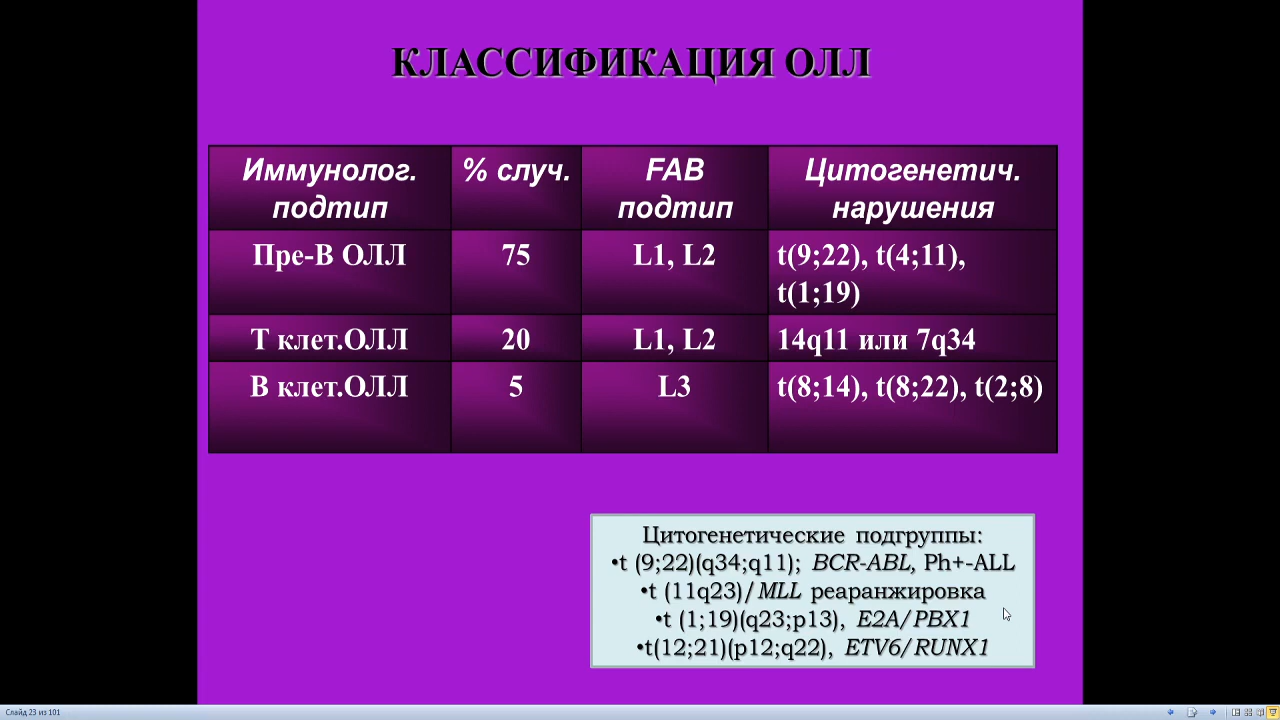 КЛАССИФИКАЦИЯ ОЛЛ
Иммунолог. подтип
% случ.
FAB подтип
Цитогенетич. нарушения
Пре-В ОЛЛ
75
L1, L2
t(9;22), t(4;11),
t(1;19)
Т клет.ОЛЛ
20
L1, L2
14q11 или 7q34
В клет.ОЛЛ
5
L3
t(8;14), t(8;22), t(2;8)
Цитогенетические подгруппы:
•t (9;22)(q34;q11); BCR-ABL, Ph+-ALL
•t (11q23)/MLL реаранжировка
•t (1;19)(q23;p13), E2A/PBX1
•t(12;21)(p12;q22), ETV6/RUNX1
Слайд 23 из 101